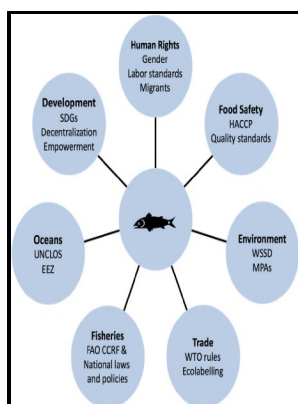 Human Rights
Gender
Labor standards
Migrants
Development
SDGs
Decentralization
Empowerment
Food Safety
HACCP
Quality standards
Oceans
UNCLOS
EEZ
Environment
WSSD
MPAs
Fisheries
FAO CCRF &
National laws
and policies
Trade
WTO rules
Ecolabelling